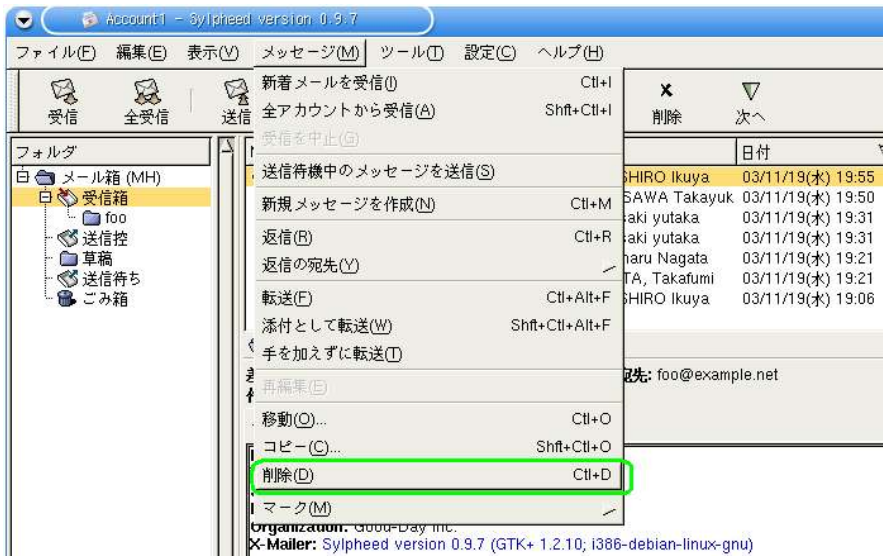 Account1 - Sylpheed version 0.9.7
ファイル(F) 編集(E) 表示(V) メッセージ(M) ツール(T) 設定(C) ヘルプ(H)
受信 全受信 送信 削除 次へ
フォルダ
メール箱 (MH)
受信箱
foo
送信控
草稿
送信待ち
ごみ箱
新着メールを受信(I) Ctl+I
全アカウントから受信(A) Shft+Ctl+I
受信を中止(G)
送信待機中のメッセージを送信(S)
新規メッセージを作成(N) Ctl+M
返信(R) Ctl+R
返信の宛先(Y)
転送(F) Ctl+Alt+F
添付として転送(W) Shft+Ctl+Alt+F
手を加えずに転送(T)
再編集(E)
移動(O)... Ctl+O
コピー(C)... Shft+Ctl+O
削除(D) Ctl+D
マーク(M)
日付
SHIRO Ikuya 03/11/19(水) 19:55
SAWA Takayuk 03/11/19(水) 19:50
saki yutaka 03/11/19(水) 19:31
saki yutaka 03/11/19(水) 19:31
haru Nagata 03/11/19(水) 19:21
TA, Takafumi 03/11/19(水) 19:21
SHIRO Ikuya 03/11/19(水) 19:06
宛先: foo@example.net
Organization: Good-Day Inc.
X-Mailer: Sylpheed version 0.9.7 (GTK+ 1.2.10; i386-debian-linux-gnu)